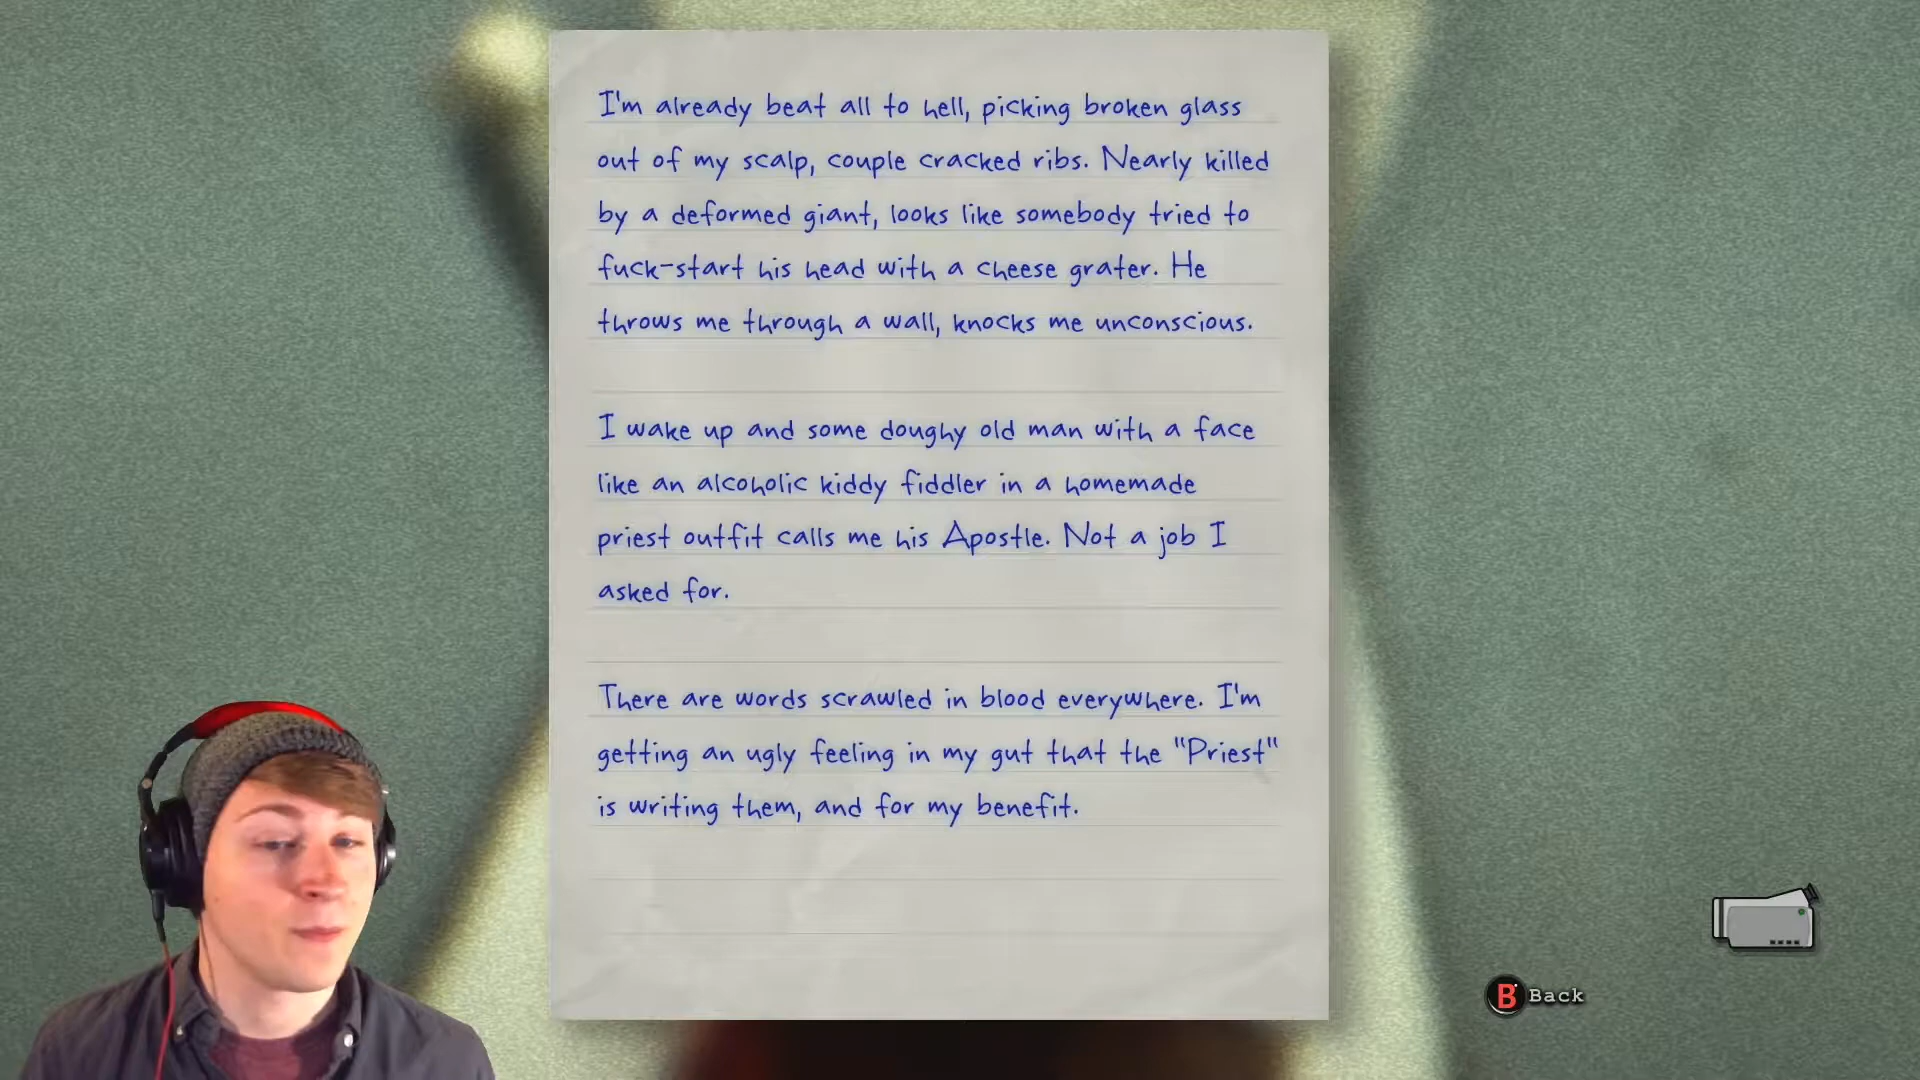 I'm already beat all to hell, picking broken glass
out of my scalp, couple cracked ribs. Nearly killed
by a deformed giant, looks like somebody tried to
fuck-start his head with a cheese grater. He
throws me through a wall, knocks me unconscious.
I wake up and some doughy old man with a face
like an alcoholic kiddy fiddler in a homemade
priest outfit calls me his Apostle. Not a job I
asked for.
There are words scrawled in blood everywhere. I'm
getting an ugly feeling in my gut that the "Priest"
is writing them, and for my benefit.
B Back